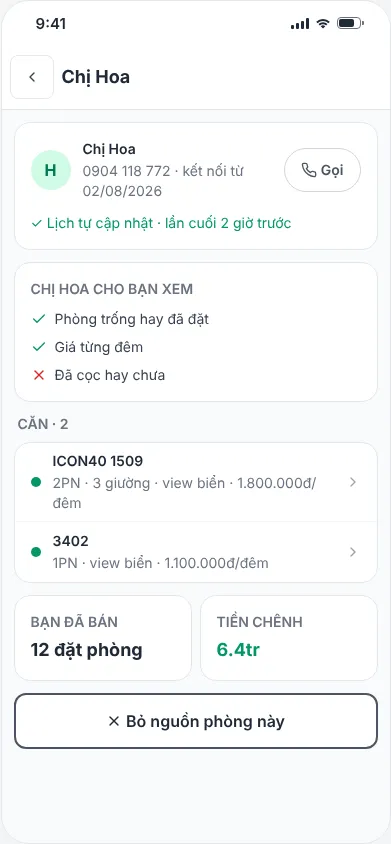 9:41
Chị Hoa
H
Chị Hoa
0904 118 772 · kết nối từ
02/08/2026
Gọi
✓ Lịch tự cập nhật · lần cuối 2 giờ trước
CHỊ HOA CHO BẠN XEM
✓ Phòng trống hay đã đặt
✓ Giá từng đêm
✕ Đã cọc hay chưa
CĂN · 2
ICON40 1509
2PN · 3 giường · view biển · 1.800.000đ/
đêm
3402
1PN · view biển · 1.100.000đ/đêm
BẠN ĐÃ BÁN
12 đặt phòng
TIỀN CHÊNH
6.4tr
✕ Bỏ nguồn phòng này